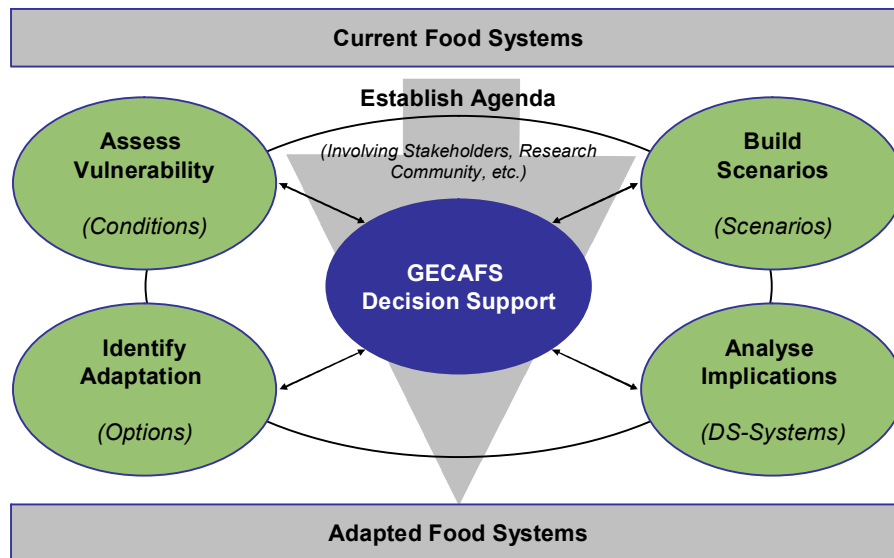 Current Food Systems
Establish Agenda
(Involving Stakeholders, Research
Community, etc.)
Assess
Vulnerability
(Conditions)
Build
Scenarios
(Scenarios)
GECAFS
Decision Support
Identify
Adaptation
(Options)
Analyse
Implications
(DS-Systems)
Adapted Food Systems